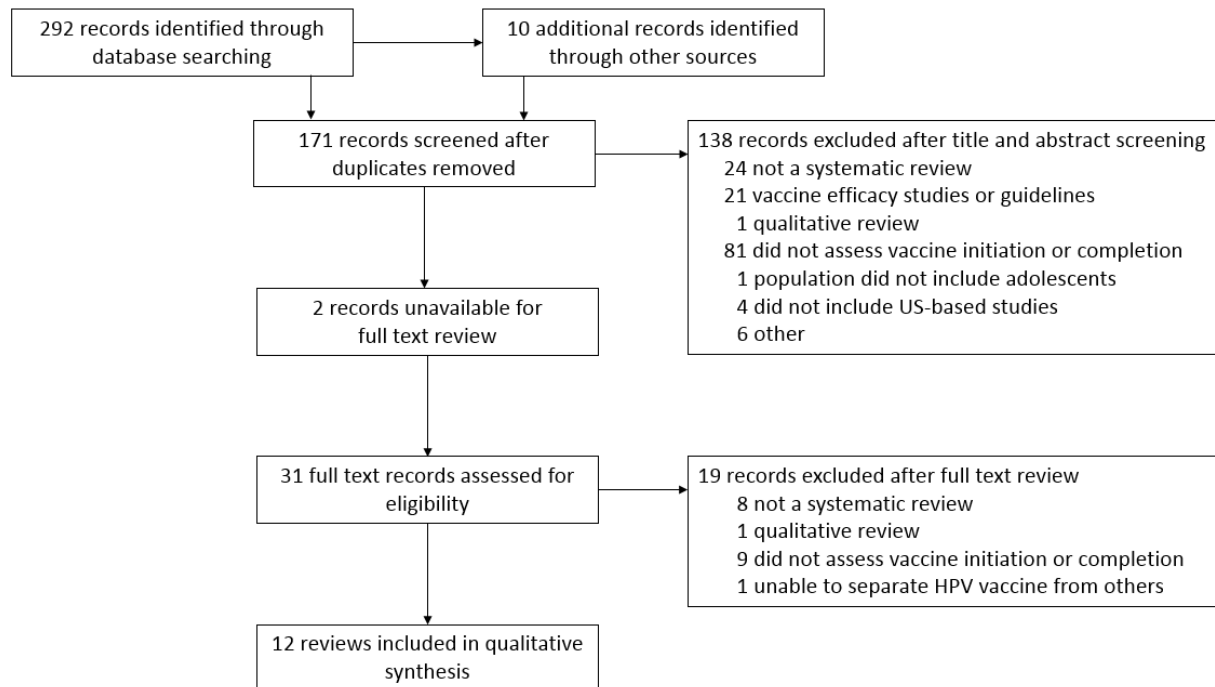 292 records identified through
database searching
10 additional records identified
through other sources
171 records screened after
duplicates removed
138 records excluded after title and abstract screening
24 not a systematic review
21 vaccine efficacy studies or guidelines
1 qualitative review
81 did not assess vaccine initiation or completion
1 population did not include adolescents
4 did not include US-based studies
6 other
2 records unavailable for
full text review
31 full text records assessed for
eligibility
19 records excluded after full text review
8 not a systematic review
1 qualitative review
9 did not assess vaccine initiation or completion
1 unable to separate HPV vaccine from others
12 reviews included in qualitative
synthesis